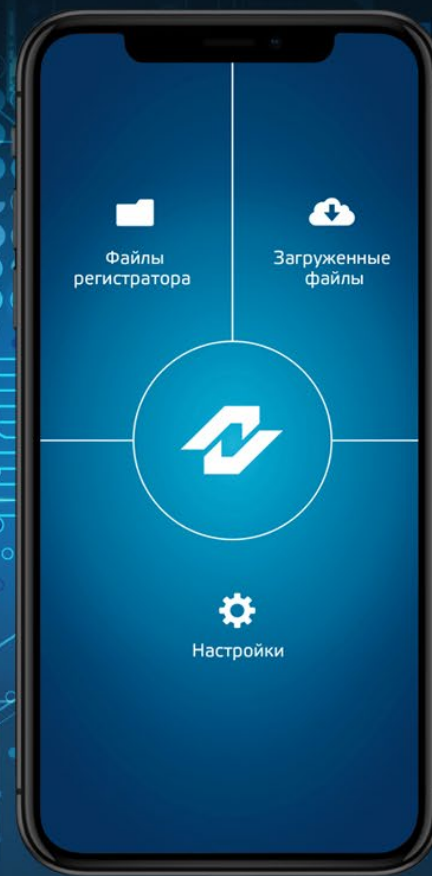 Файлы
регистратора
Загруженные
файлы
Настройки